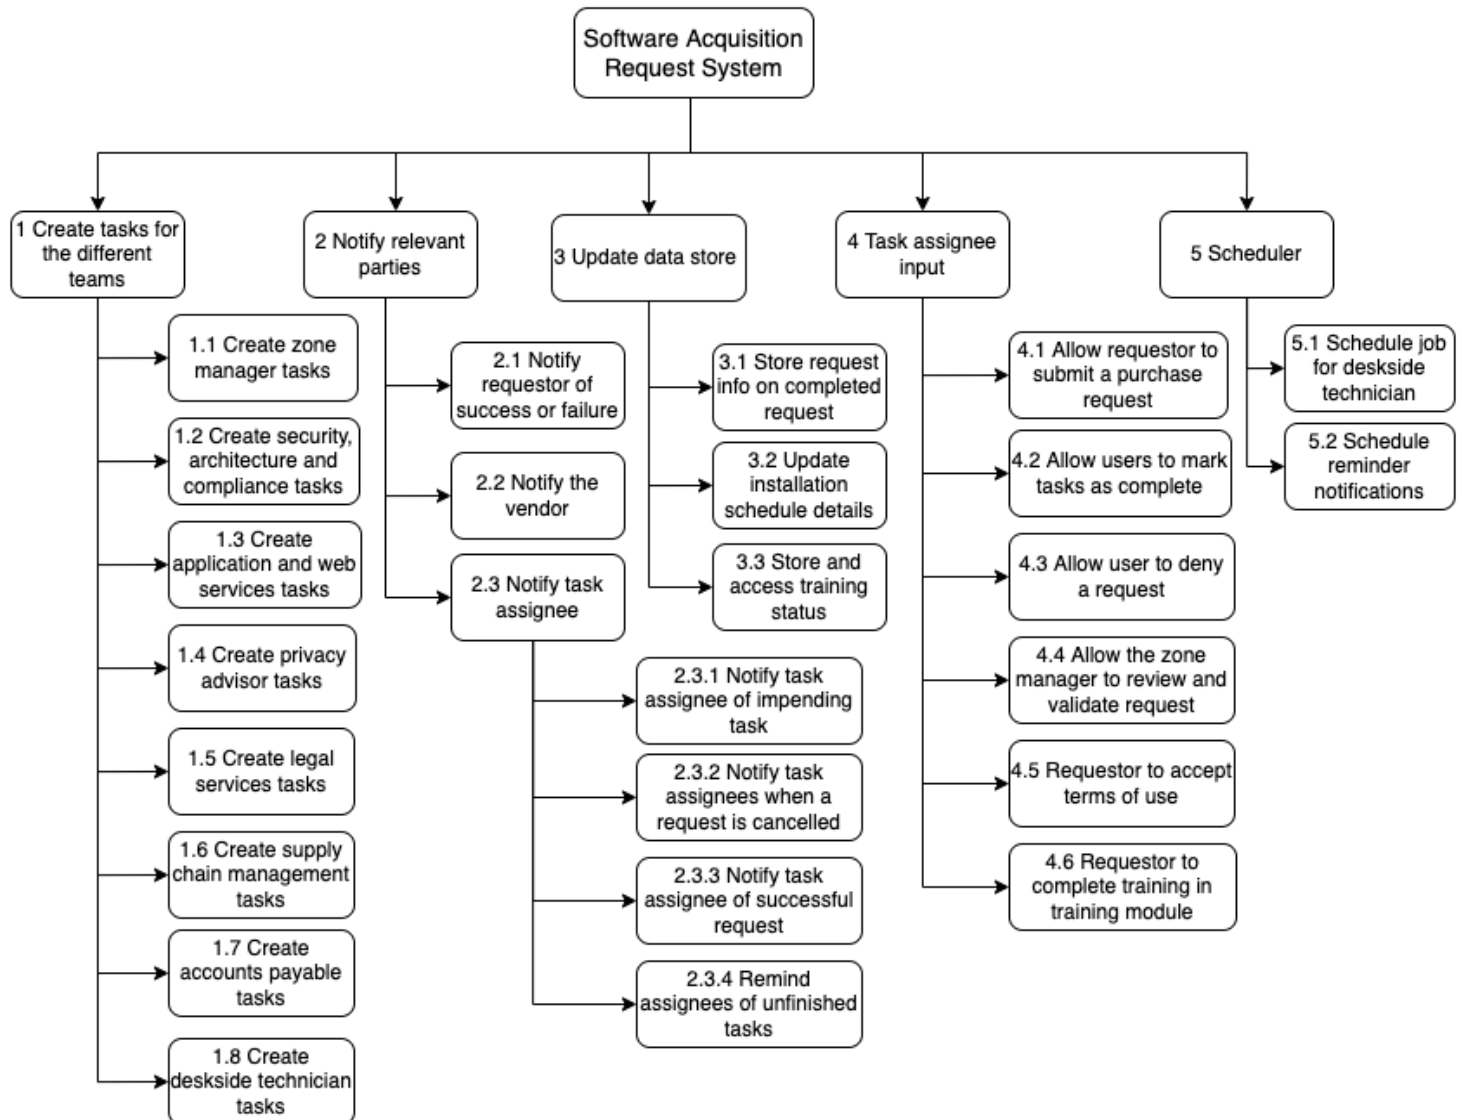 Software Acquisition
Request System
1 Create tasks for
the different
teams
2 Notify relevant
parties
3 Update data store
4 Task assignee
input
5 Scheduler
1.1 Create zone
manager tasks
1.2 Create security,
architecture and
compliance tasks
1.3 Create
application and web
services tasks
1.4 Create privacy
advisor tasks
1.5 Create legal
services tasks
1.6 Create supply
chain management
tasks
1.7 Create
accounts payable
tasks
1.8 Create
deskside technician
tasks
2.1 Notify
requestor of
success or failure
2.2 Notify the
vendor
2.3 Notify task
assignee
2.3.1 Notify task
assignee of impending
task
2.3.2 Notify task
assignees when a
request is cancelled
2.3.3 Notify task
assignee of successful
request
2.3.4 Remind
assignees of unfinished
tasks
3.1 Store request
info on completed
request
3.2 Update
installation
schedule details
3.3 Store and
access training
status
4.1 Allow requestor to
submit a purchase
request
4.2 Allow users to mark
tasks as complete
4.3 Allow user to deny
a request
4.4 Allow the zone
manager to review and
validate request
4.5 Requestor to accept
terms of use
4.6 Requestor to
complete training in
training module
5.1 Schedule job
for deskside
technician
5.2 Schedule
reminder
notifications